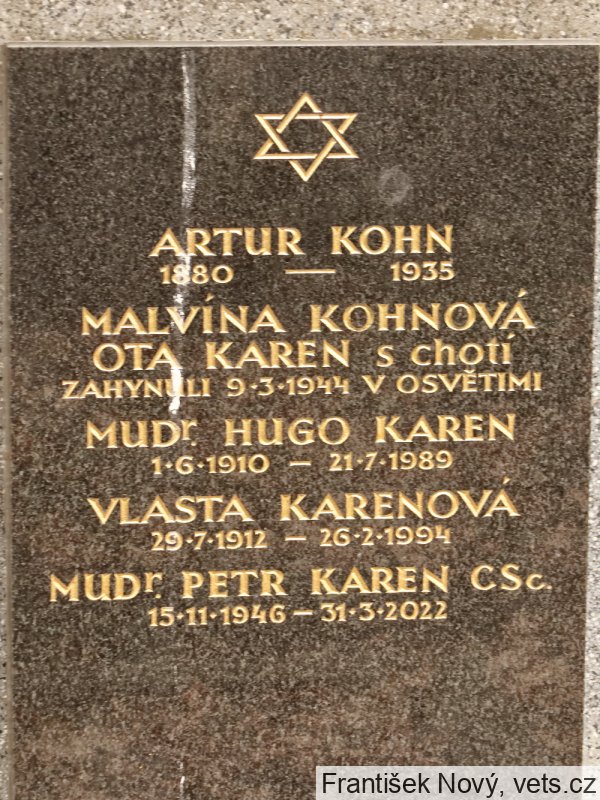 ARTUR KOHN
1880 — 1935
MALVÍNA KOHNOVÁ
OTA KAREN s chotí
ZAHYNULI 9·3·1944 V OSVĚTIMI
MUDr. HUGO KAREN
1·6·1910 — 21·7·1989
VLASTA KARENOVÁ
29·7·1912 — 26·2·1994
MUDr. PETR KAREN CSc.
15·11·1946 — 31·3·2022
František Nový, vets.cz